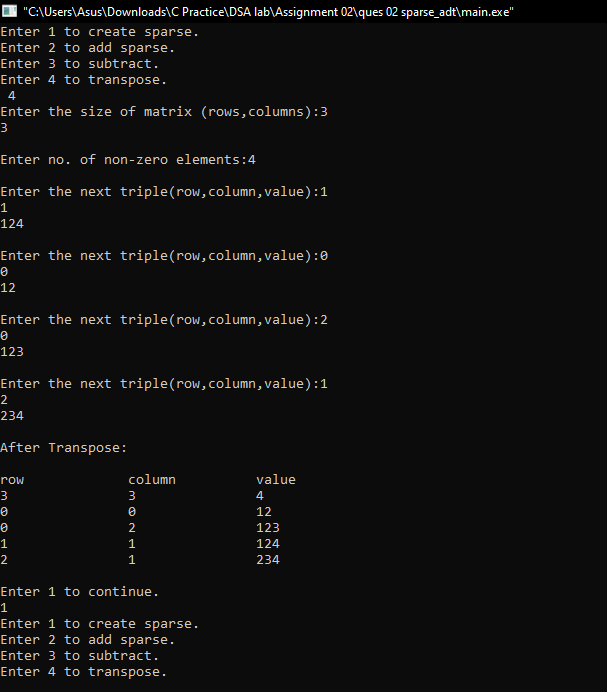 "C:\Users\Asus\Downloads\C Practice\DSA lab\Assignment 02\ques 02 sparse_adt\main.exe"
Enter 1 to create sparse.
Enter 2 to add sparse.
Enter 3 to subtract.
Enter 4 to transpose.
4
Enter the size of matrix (rows,columns):3
3
Enter no. of non-zero elements:4
Enter the next triple(row,column,value):1
1
124
Enter the next triple(row,column,value):0
0
12
Enter the next triple(row,column,value):2
0
123
Enter the next triple(row,column,value):1
2
234
After Transpose:
row column value
3 3 4
0 0 12
0 2 123
1 1 124
2 1 234
Enter 1 to continue.
1
Enter 1 to create sparse.
Enter 2 to add sparse.
Enter 3 to subtract.
Enter 4 to transpose.